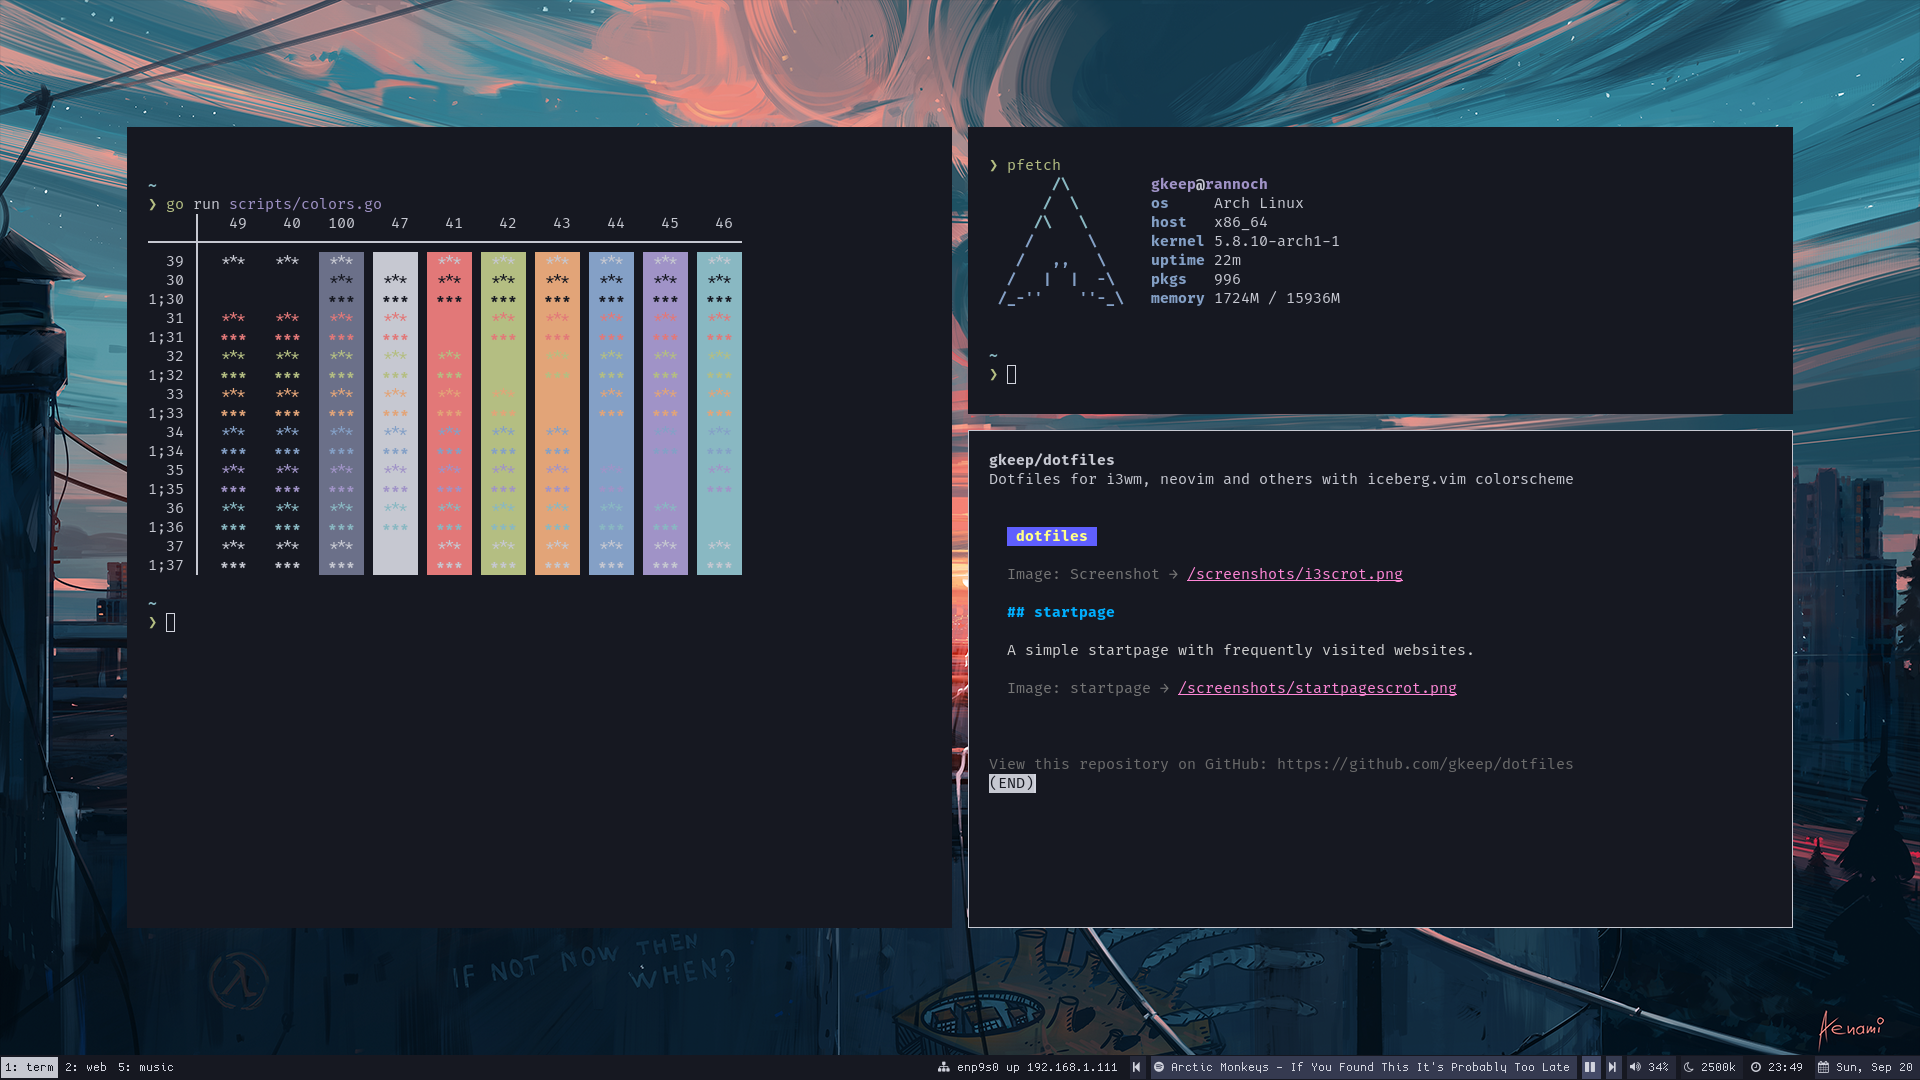 ~
❯ go run scripts/colors.go
49 40 100 47 41 42 43 44 45 46
39 *** *** *** *** *** *** *** *** ***
30 *** *** *** *** *** *** *** ***
1;30 *** *** *** *** *** *** *** ***
31 *** *** *** *** *** *** *** *** ***
1;31 *** *** *** *** *** *** *** *** ***
32 *** *** *** *** *** *** *** *** ***
1;32 *** *** *** *** *** *** *** *** ***
33 *** *** *** *** *** *** *** *** ***
1;33 *** *** *** *** *** *** *** *** ***
34 *** *** *** *** *** *** *** *** ***
1;34 *** *** *** *** *** *** *** *** ***
35 *** *** *** *** *** *** *** *** ***
1;35 *** *** *** *** *** *** *** *** ***
36 *** *** *** *** *** *** *** *** ***
1;36 *** *** *** *** *** *** *** *** ***
37 *** *** *** *** *** *** *** *** ***
1;37 *** *** *** *** *** *** *** *** ***
~
❯
❯ pfetch
gkeep@rannoch
os Arch Linux
host x86_64
kernel 5.8.10-arch1-1
uptime 22m
pkgs 996
memory 1724M / 15936M
~
❯
gkeep/dotfiles
Dotfiles for i3wm, neovim and others with iceberg.vim colorscheme
dotfiles
Image: Screenshot → /screenshots/i3scrot.png
## startpage
A simple startpage with frequently visited websites.
Image: startpage → /screenshots/startpagescrot.png
View this repository on GitHub: https://github.com/gkeep/dotfiles
(END)
IF NOT NOW THEN
WHEN?
Aenami
1: term 2: web 5: music
enp9s0 up 192.168.1.111 Arctic Monkeys - If You Found This It's Probably Too Late 34% 2500k 23:49 Sun, Sep 20